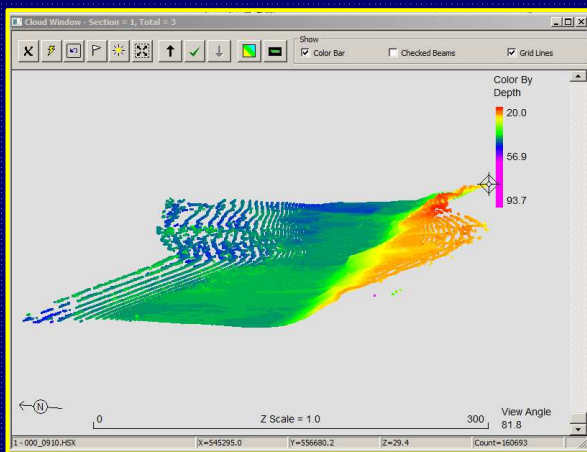 Cloud Window - Section = 1, Total = 3
Show
Color Bar
Checked Beams
Grid Lines
Color By
Depth
20.0
56.9
93.7
N
0
Z Scale = 1.0
300
View Angle
81.8
1 - 000_0910.HSX
X=545295.0
Y=556680.2
Z=29.4
Count=160693